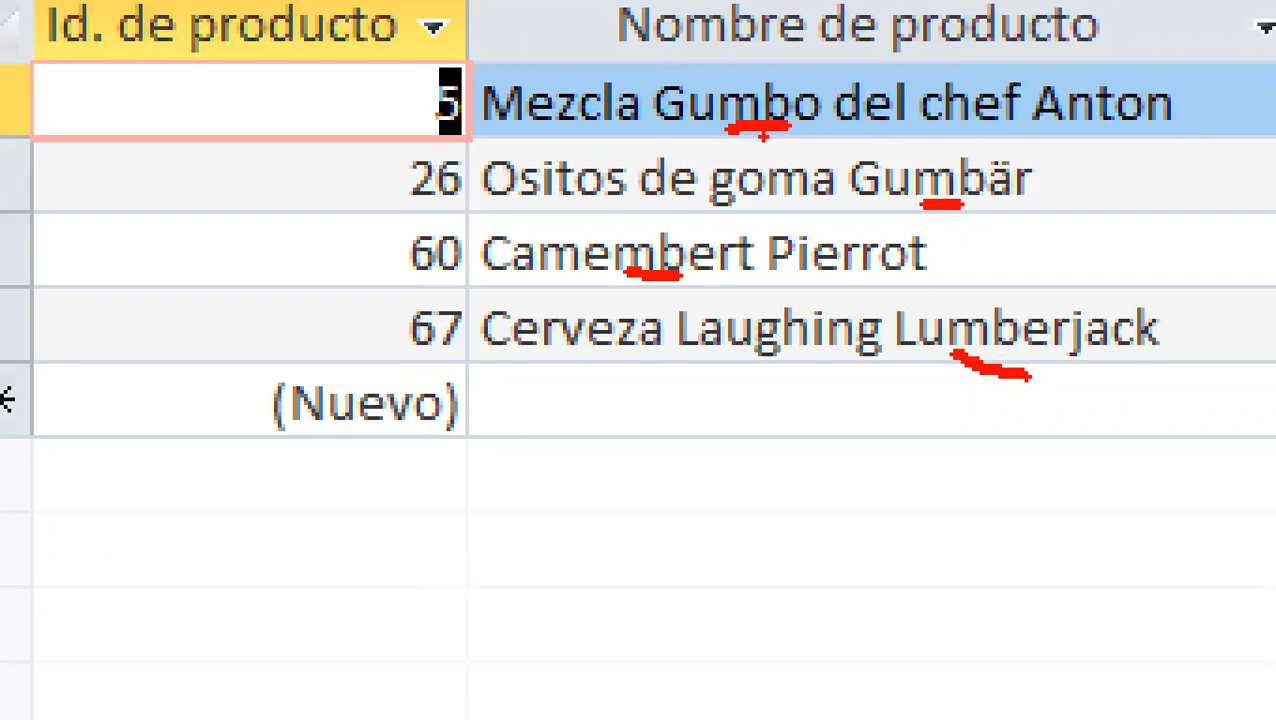 Id. de producto Nombre de producto
5 Mezcla Gumbo del chef Anton
26 Ositos de goma Gumbär
60 Camembert Pierrot
67 Cerveza Laughing Lumberjack
(Nuevo)